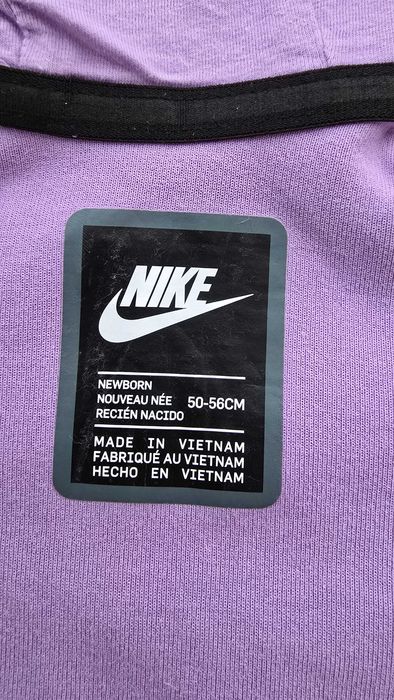 NIKE
NEWBORN
NOUVEAU NÉE 50-56CM
RECIÉN NACIDO
MADE IN VIETNAM
FABRIQUÉ AU VIETNAM
HECHO EN VIETNAM